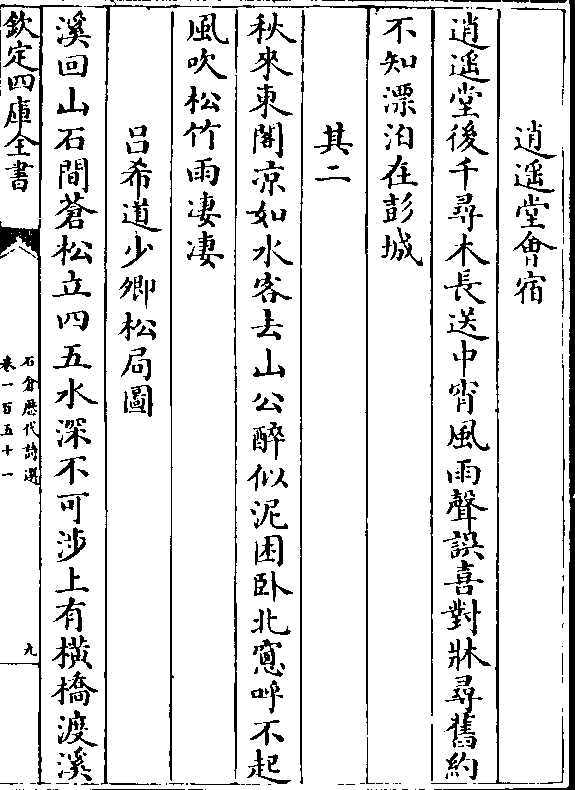 逍遥堂會宿
逍遥堂後千尋木長送中宵風雨聲誤喜對牀尋舊約
不知漂泊在彭城
其二
秋來東閣凉如水客去山公醉似泥困卧北窻呼不起
風吹松竹雨凄凄
吕希道少卿松局圖
溪回山石間蒼松立四五水深不可涉上有橫橋渡溪
欽定四庫全書
石倉歴代詩選
卷一百五十一
九